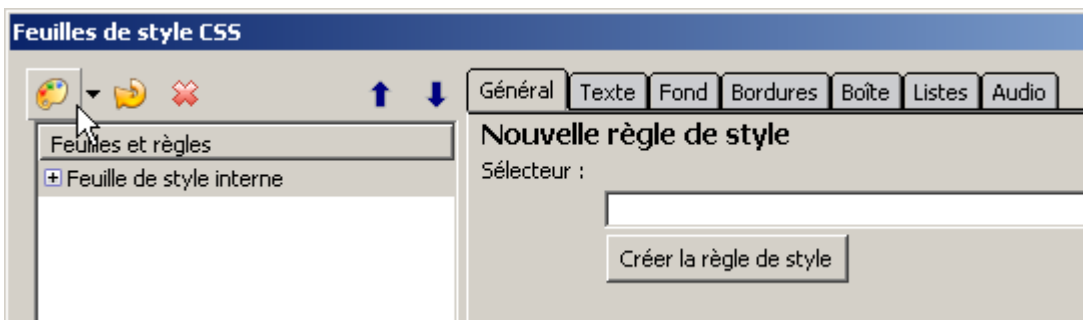 Feuilles de style CSS
Général Texte Fond Bordures Boîte Listes Audio
Feuilles et règles
Feuille de style interne
Nouvelle règle de style
Sélecteur :
Créer la règle de style